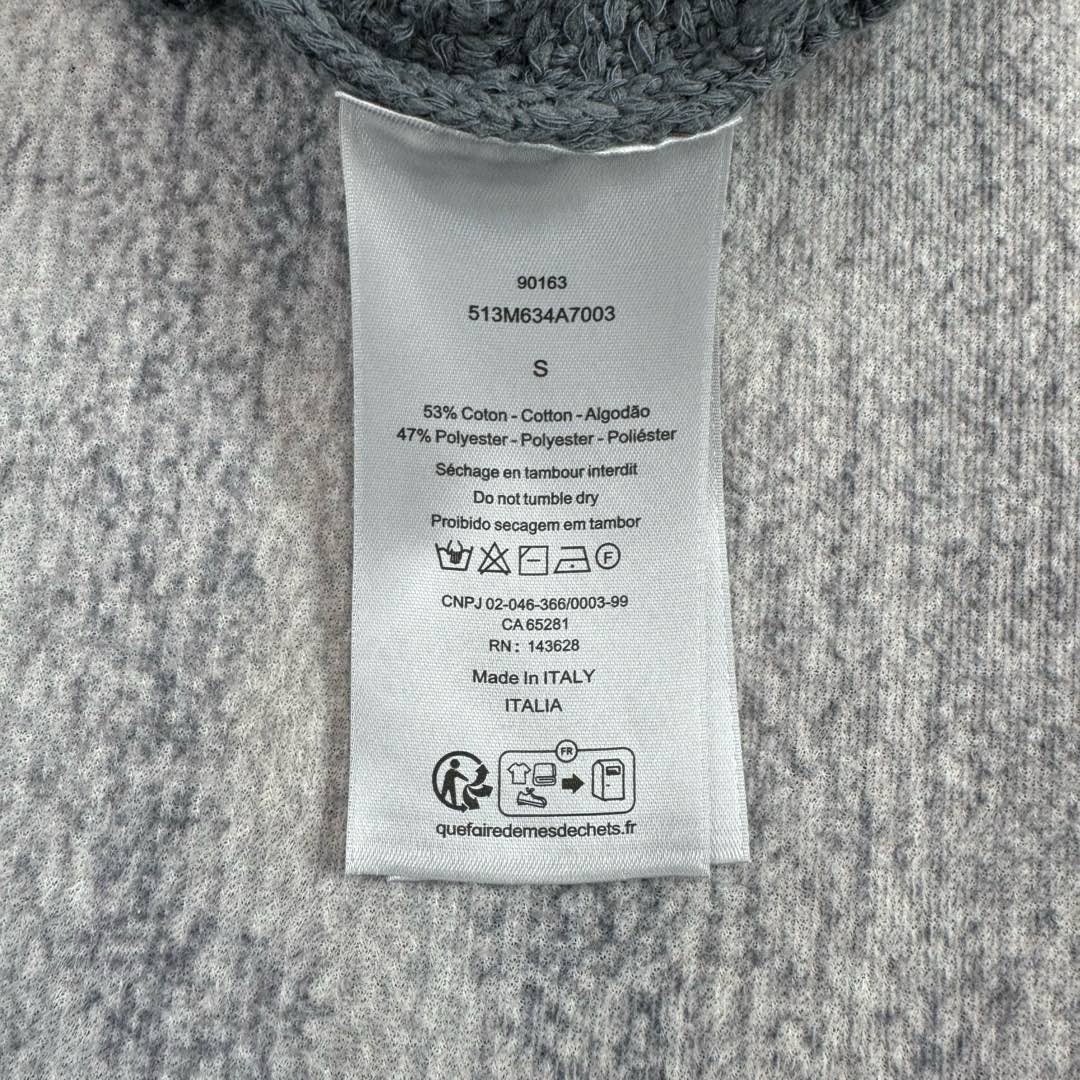 90163
513M634A7003
S
53% Coton - Cotton - Algodão
47% Polyester - Polyester - Poliéster
Séchage en tambour interdit
Do not tumble dry
Proibido secagem em tambor
F
CNPJ 02-046-366/0003-99
CA 65281
RN: 143628
Made In ITALY
ITALIA
FR
quefairedemesdechets.fr